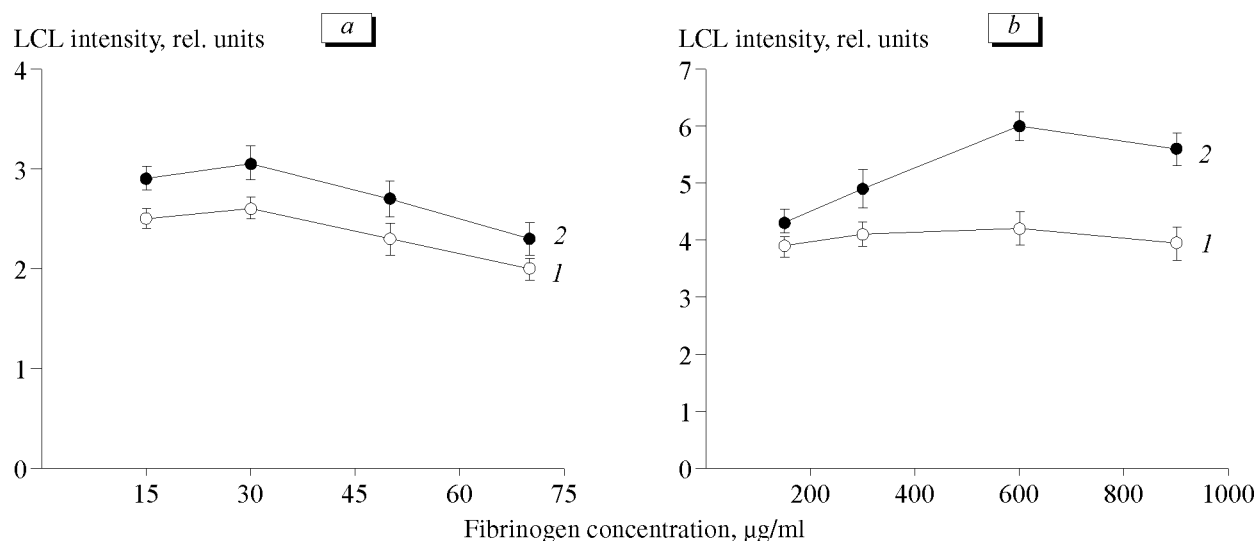 LCL intensity, rel. units
a
4
3
2
1
0
2
1
15 30 45 60 75
LCL intensity, rel. units
b
7
6
5
4
3
2
1
0
2
1
200 400 600 800 1000
Fibrinogen concentration, μg/ml